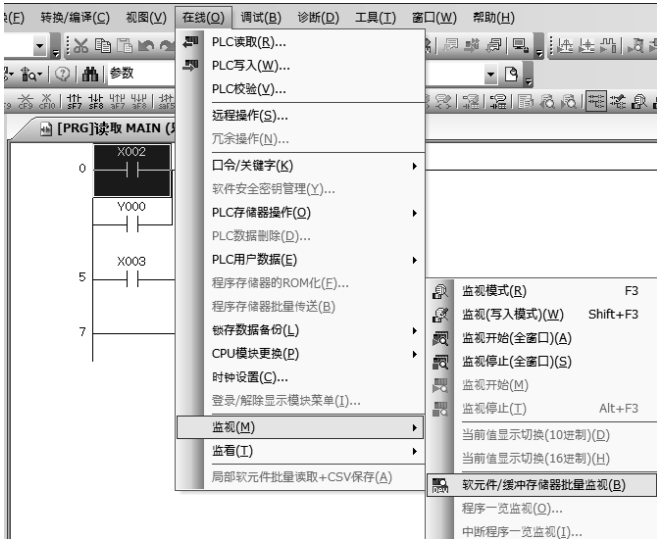 (F) 转换/编译(C) 视图(V) 在线(O) 调试(B) 诊断(D) 工具(T) 窗口(W) 帮助(H)
参数
F9 cF9 cF10 sF7 sF8 aF7 aF8 saF5
[PRG]读取 MAIN
X002
0
Y000
X003
5
7
PLC读取(R)...
PLC写入(W)...
PLC校验(V)...
远程操作(S)...
冗余操作(N)...
口令/关键字(K)
软件安全密钥管理(Y)...
PLC存储器操作(O)
PLC数据删除(D)...
PLC用户数据(E)
程序存储器的ROM化(F)...
程序存储器批量传送(B)
锁存数据备份(L)
CPU模块更换(P)
时钟设置(C)...
登录/解除显示模块菜单(I)...
监视(M)
监看(T)
局部软元件批量读取+CSV保存(A)
监视模式(R) F3
监视(写入模式)(W) Shift+F3
监视开始(全窗口)(A)
监视停止(全窗口)(S)
监视开始(M)
监视停止(T) Alt+F3
当前值显示切换(10进制)(D)
当前值显示切换(16进制)(H)
软元件/缓冲存储器批量监视(B)
程序一览监视(O)...
中断程序一览监视(I)...